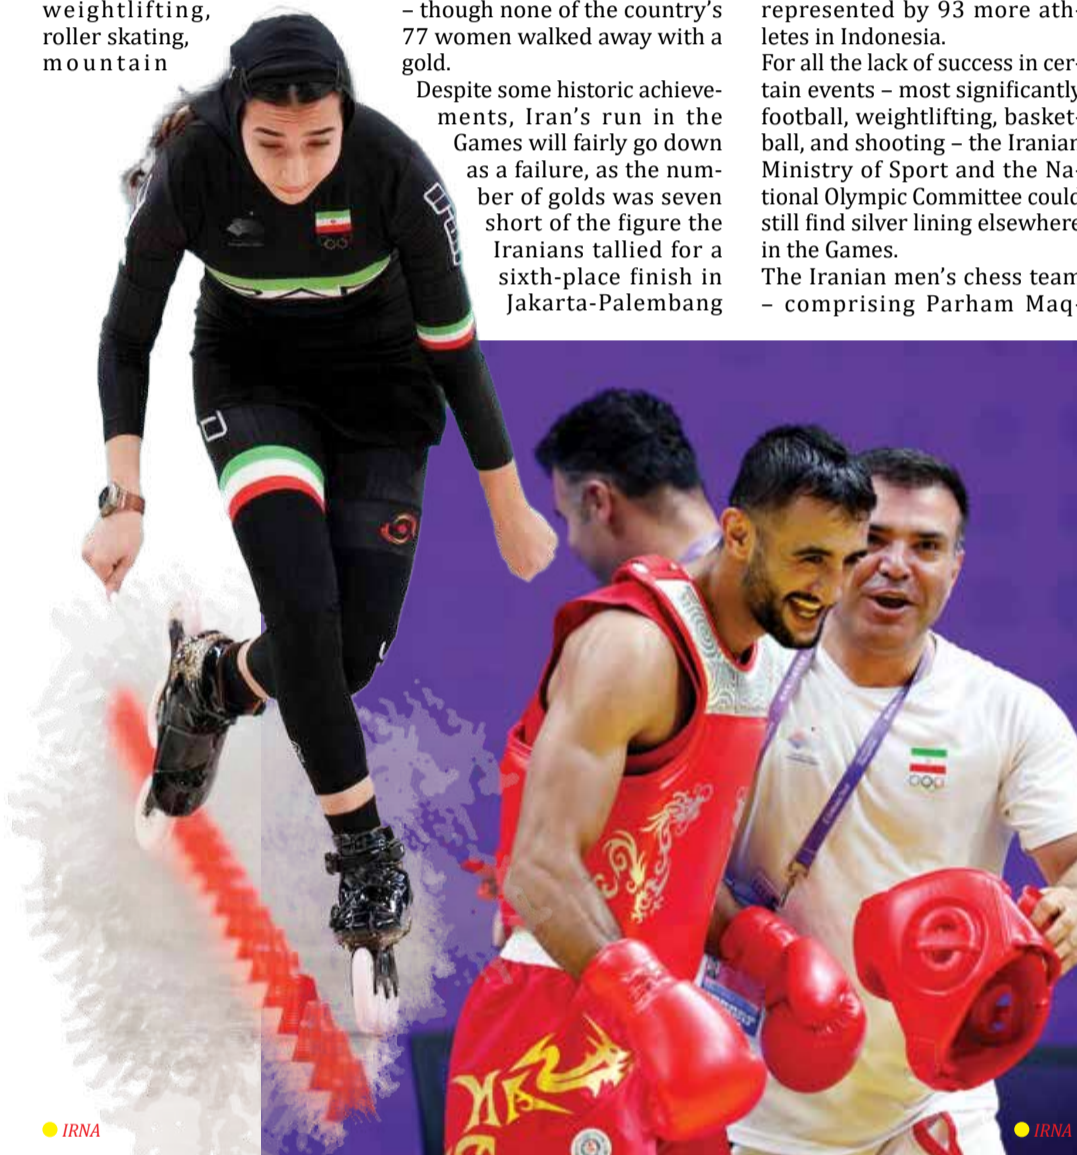 weightlifting,
roller skating,
mountain
– though none of the country’s
77 women walked away with a
gold.
Despite some historic achieve-
ments, Iran’s run in the
Games will fairly go down
as a failure, as the num-
ber of golds was seven
short of the figure the
Iranians tallied for a
sixth-place finish in
Jakarta-Palembang
represented by 93 more ath-
letes in Indonesia.
For all the lack of success in cer-
tain events – most significantly
football, weightlifting, basket-
ball, and shooting – the Iranian
Ministry of Sport and the Na-
tional Olympic Committee could
still find silver lining elsewhere
in the Games.
The Iranian men’s chess team
– comprising Parham Maq-
IRNA
IRNA